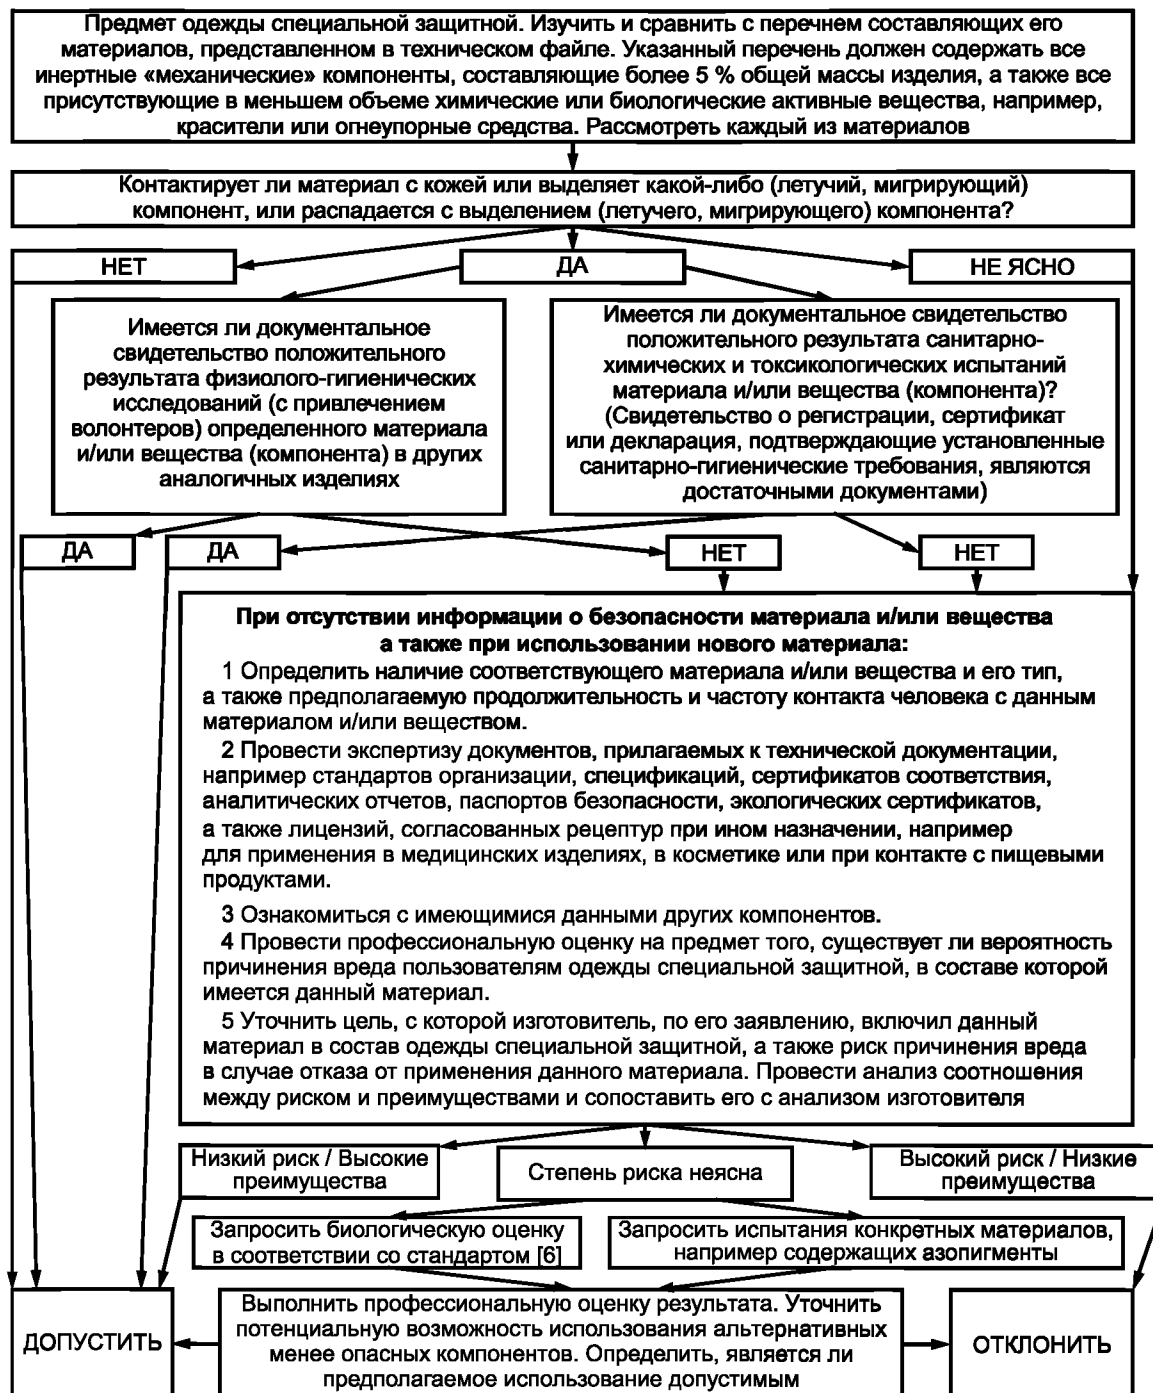 Предмет одежды специальной защитной. Изучить и сравнить с перечнем составляющих его
материалов, представленном в техническом файле. Указанный перечень должен содержать все
инертные «механические» компоненты, составляющие более 5 % общей массы изделия, а также все
присутствующие в меньшем объеме химические или биологические активные вещества, например,
красители или огнеупорные средства. Рассмотреть каждый из материалов
Контактирует ли материал с кожей или выделяет какой-либо (летучий, мигрирующий)
компонент, или распадается с выделением (летучего, мигрирующего) компонента?
НЕТ
ДА
НЕ ЯСНО
Имеется ли документальное
свидетельство положительного
результата физиолого-гигиенических
исследований (с привлечением
волонтеров) определенного материала
и/или вещества (компонента) в других
аналогичных изделиях
Имеется ли документальное свидетельство
положительного результата санитарно-
химических и токсикологических испытаний
материала и/или вещества (компонента)?
(Свидетельство о регистрации, сертификат
или декларация, подтверждающие установленные
санитарно-гигиенические требования, являются
достаточными документами)
ДА
ДА
НЕТ
НЕТ
При отсутствии информации о безопасности материала и/или вещества
а также при использовании нового материала:
1 Определить наличие соответствующего материала и/или вещества и его тип,
а также предполагаемую продолжительность и частоту контакта человека с данным
материалом и/или веществом.
2 Провести экспертизу документов, прилагаемых к технической документации,
например стандартов организации, спецификаций, сертификатов соответствия,
аналитических отчетов, паспортов безопасности, экологических сертификатов,
а также лицензий, согласованных рецептур при ином назначении, например
для применения в медицинских изделиях, в косметике или при контакте с пищевыми
продуктами.
3 Ознакомиться с имеющимися данными других компонентов.
4 Провести профессиональную оценку на предмет того, существует ли вероятность
причинения вреда пользователям одежды специальной защитной, в составе которой
имеется данный материал.
5 Уточнить цель, с которой изготовитель, по его заявлению, включил данный
материал в состав одежды специальной защитной, а также риск причинения вреда
в случае отказа от применения данного материала. Провести анализ соотношения
между риском и преимуществами и сопоставить его с анализом изготовителя
Низкий риск / Высокие
преимущества
Степень риска неясна
Высокий риск / Низкие
преимущества
Запросить биологическую оценку
в соответствии со стандартом [6]
Запросить испытания конкретных материалов,
например содержащих азопигменты
ДОПУСТИТЬ
Выполнить профессиональную оценку результата. Уточнить
потенциальную возможность использования альтернативных
менее опасных компонентов. Определить, является ли
предполагаемое использование допустимым
ОТКЛОНИТЬ